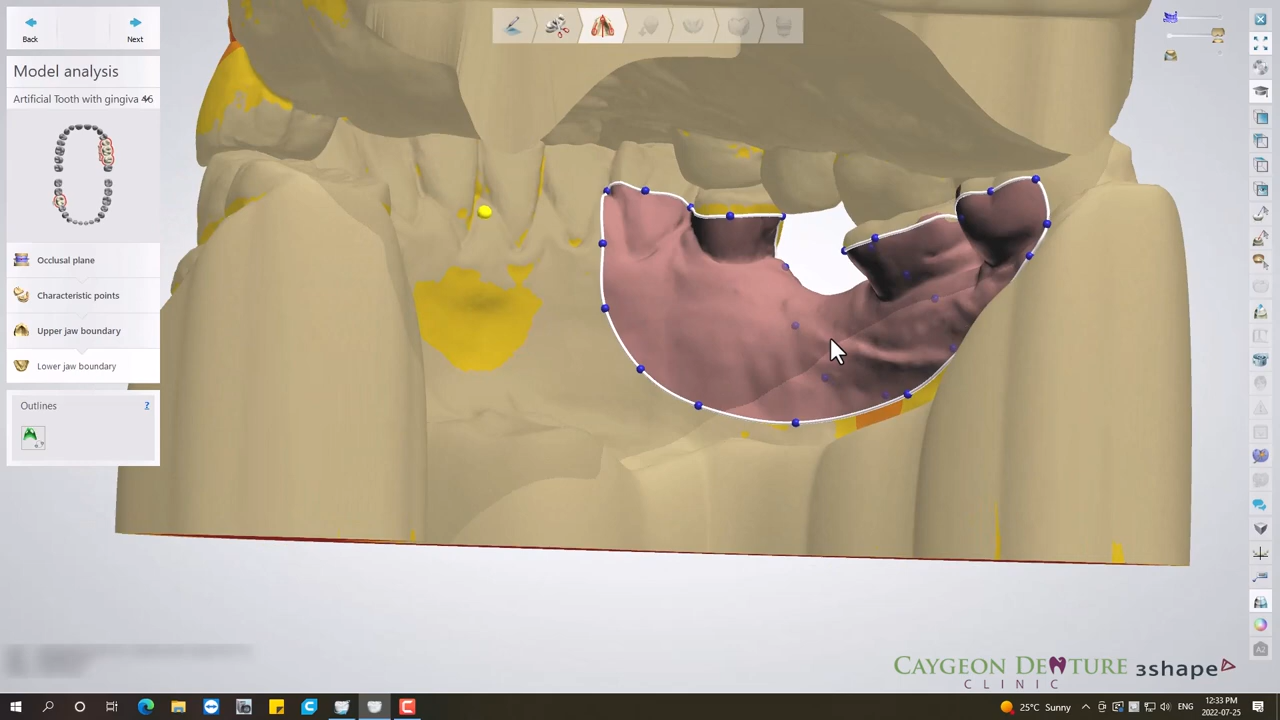 Back
Next
Model analysis
Artificial Tooth with gingiva 46
Occlusal plane
Characteristic points
Upper jaw boundary
Lower jaw boundary
Outlines ?
A2
CAYGEON DENTURE
CLINIC
3shape
25°C Sunny
ENG
12:33 PM
2022-07-25